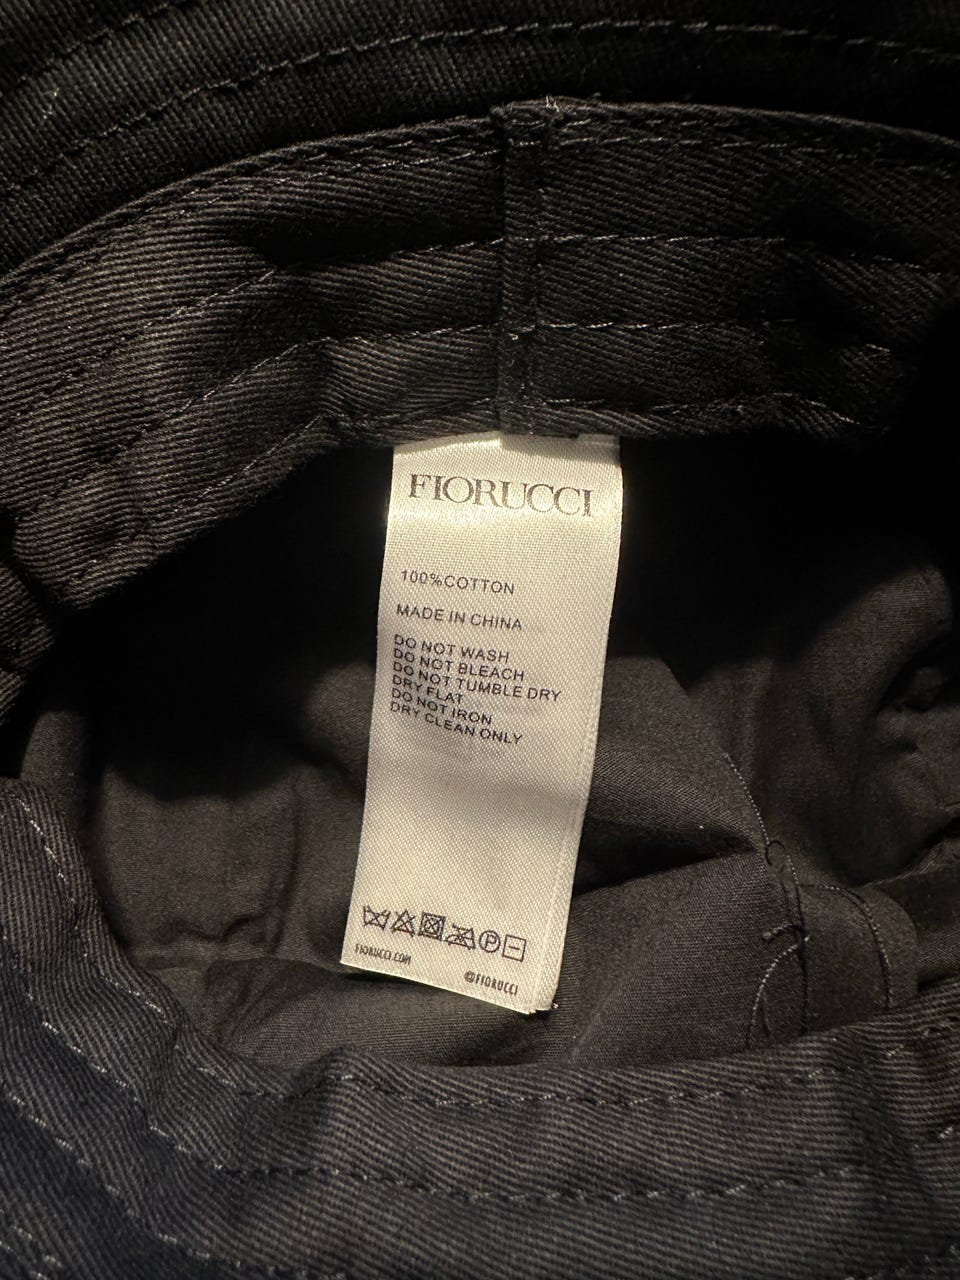 FIORUCCI
100%COTTON
MADE IN CHINA
DO NOT WASH
DO NOT BLEACH
DO NOT TUMBLE DRY
DRY FLAT
DO NOT IRON
DRY CLEAN ONLY
P
FIORUCCI.COM
@FIORUCCI